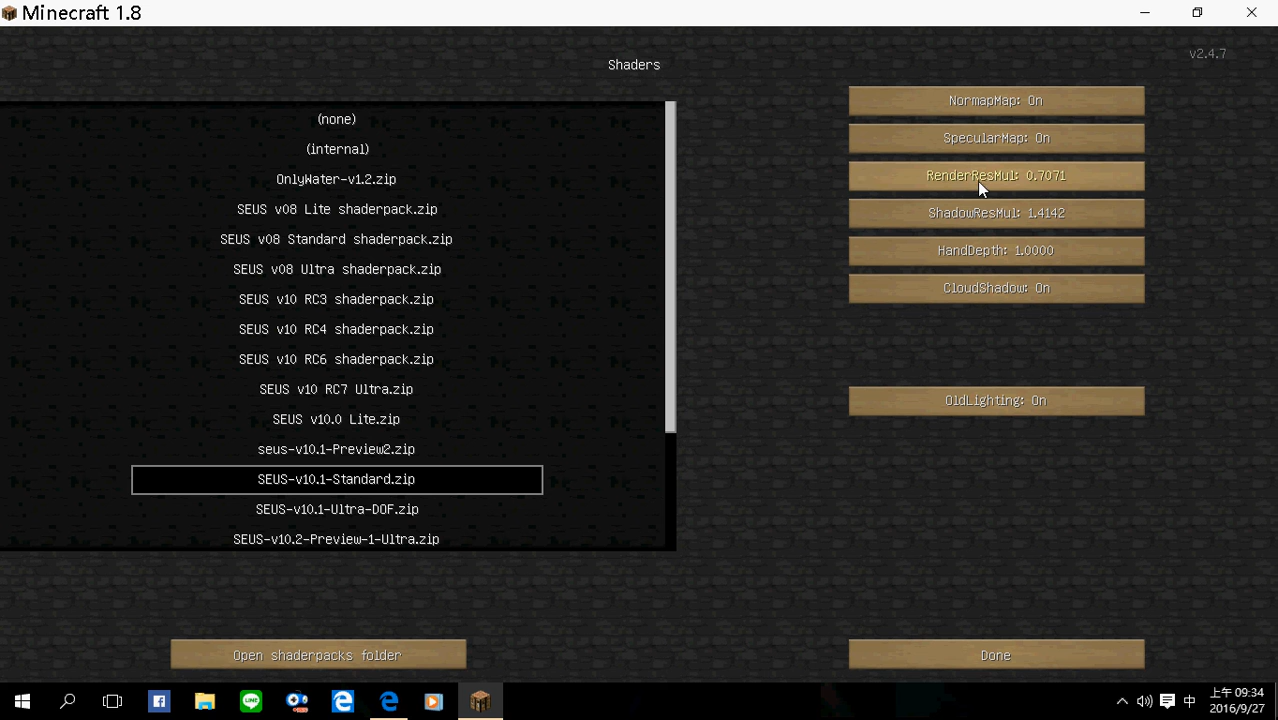 Minecraft 1.8
v2.4.7
Shaders
(none)
(internal)
OnlyWater-v1.2.zip
SEUS v08 Lite shaderpack.zip
SEUS v08 Standard shaderpack.zip
SEUS v08 Ultra shaderpack.zip
SEUS v10 RC3 shaderpack.zip
SEUS v10 RC4 shaderpack.zip
SEUS v10 RC6 shaderpack.zip
SEUS v10 RC7 Ultra.zip
SEUS v10.0 Lite.zip
seus-v10.1-Preview2.zip
SEUS-v10.1-Standard.zip
SEUS-v10.1-Ultra-DOF.zip
SEUS-v10.2-Preview-1-Ultra.zip
NormapMap: On
SpecularMap: On
RenderResMul: 0.7071
ShadowResMul: 1.4142
HandDepth: 1.0000
CloudShadow: On
OldLighting: On
Open shaderpacks folder
Done
LINE
中
上午 09:34
2016/9/27